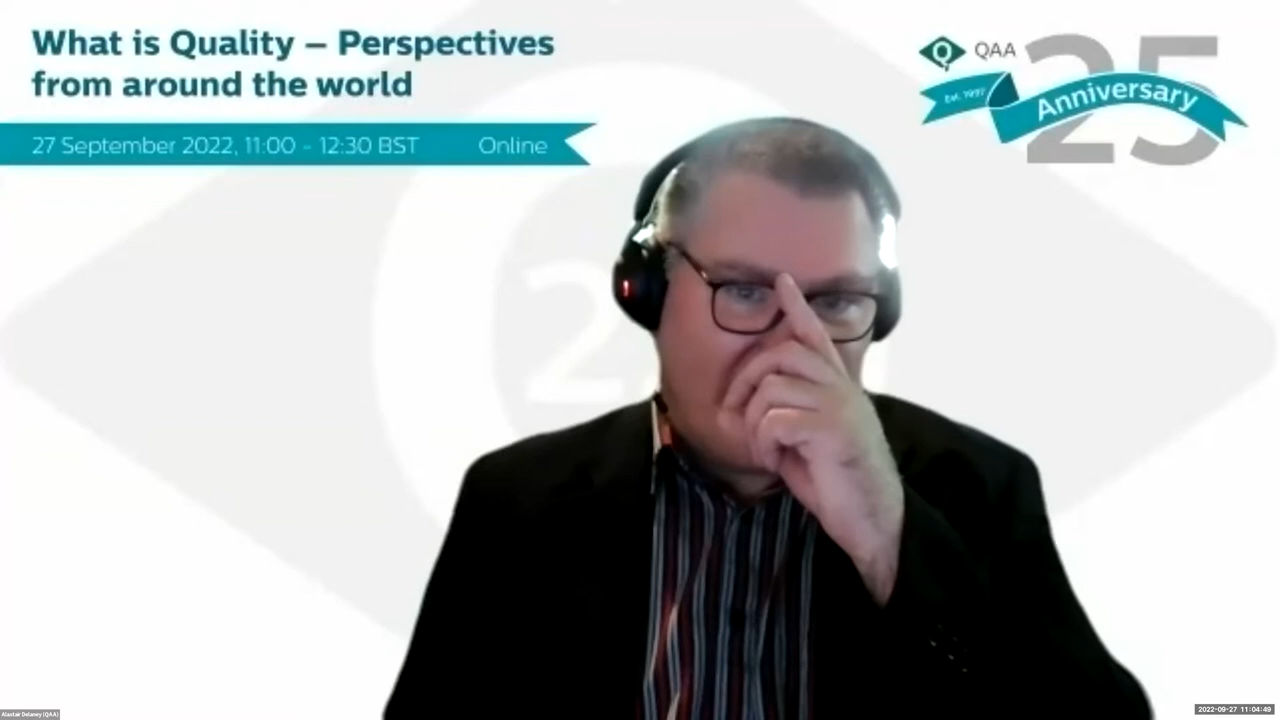 What is Quality – Perspectives
from around the world
27 September 2022, 11:00 - 12:30 BST Online
QAA
25
Est. 1997
Anniversary
2
Alastair Delaney (QAA)
2022-09-27 11:04:49